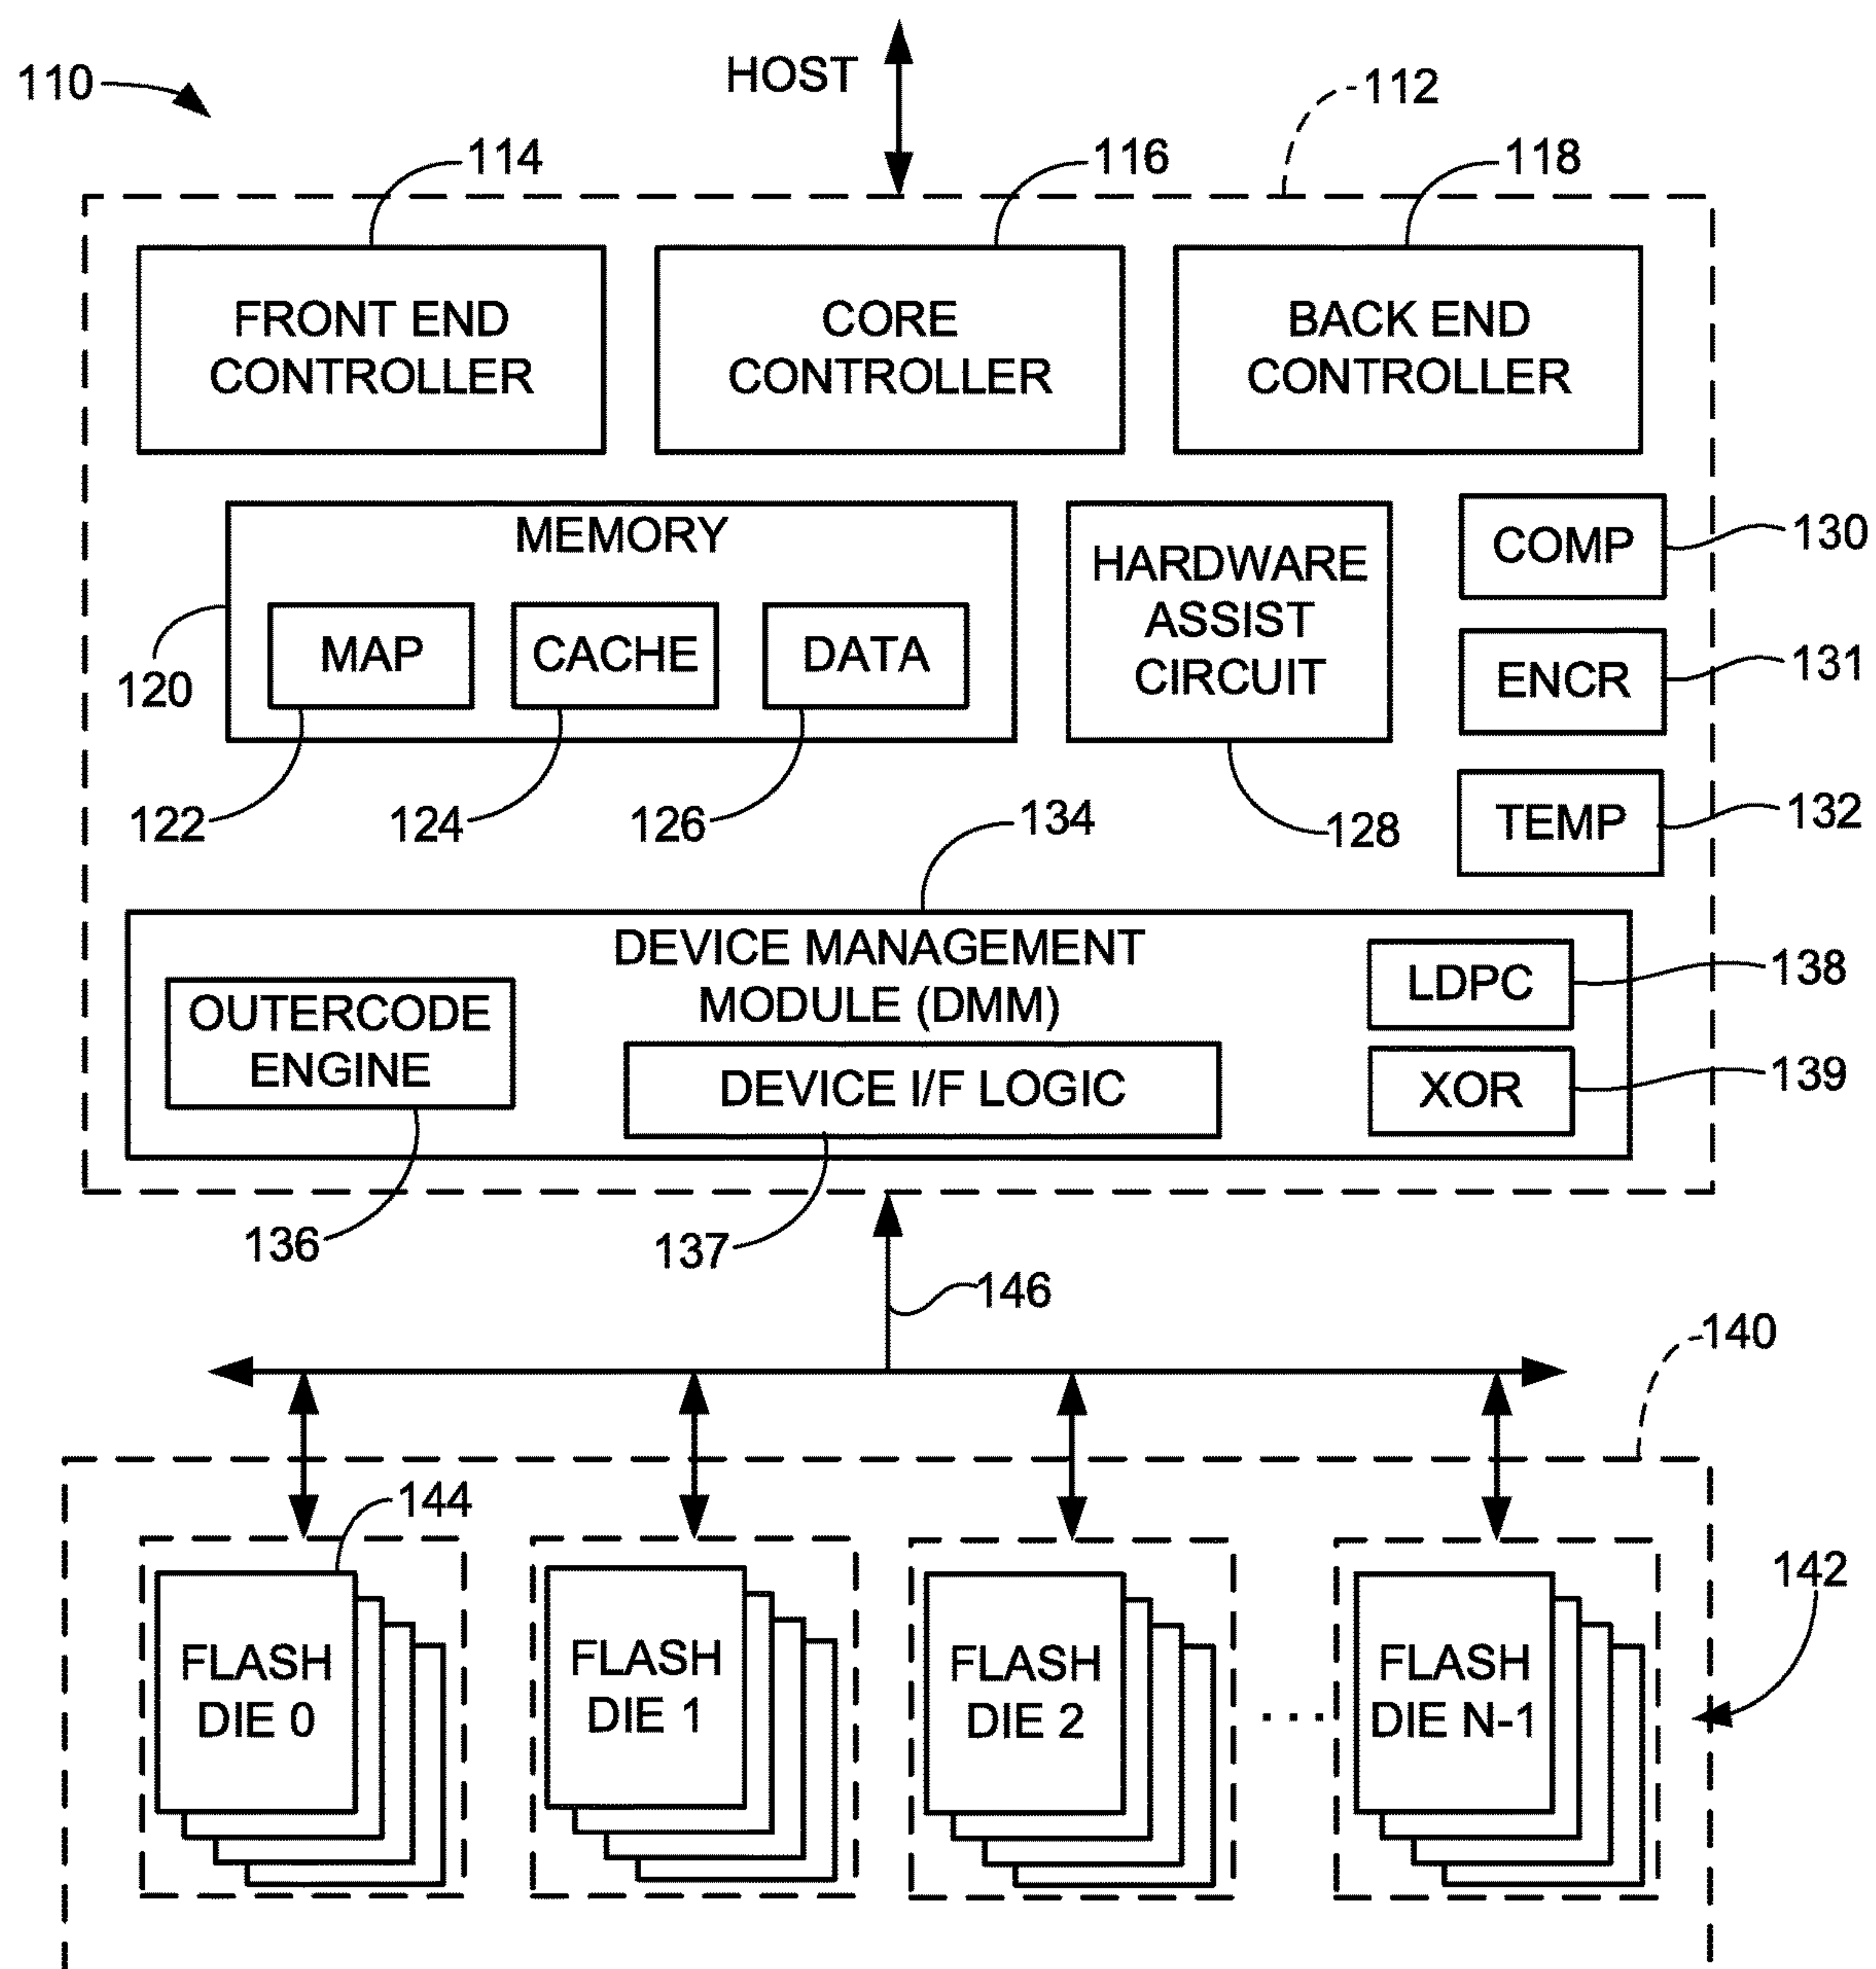 HOST
110
112
114
116
118
FRONT END
CONTROLLER
CORE
CONTROLLER
BACK END
CONTROLLER
MEMORY
MAP
CACHE
DATA
120
122
124
126
HARDWARE
ASSIST
CIRCUIT
128
COMP
130
ENCR
131
TEMP
132
134
DEVICE MANAGEMENT
MODULE (DMM)
OUTERCODE
ENGINE
DEVICE I/F LOGIC
LDPC
138
XOR
139
136
137
146
140
144
FLASH
DIE 0
FLASH
DIE 1
FLASH
DIE 2
...
FLASH
DIE N-1
142